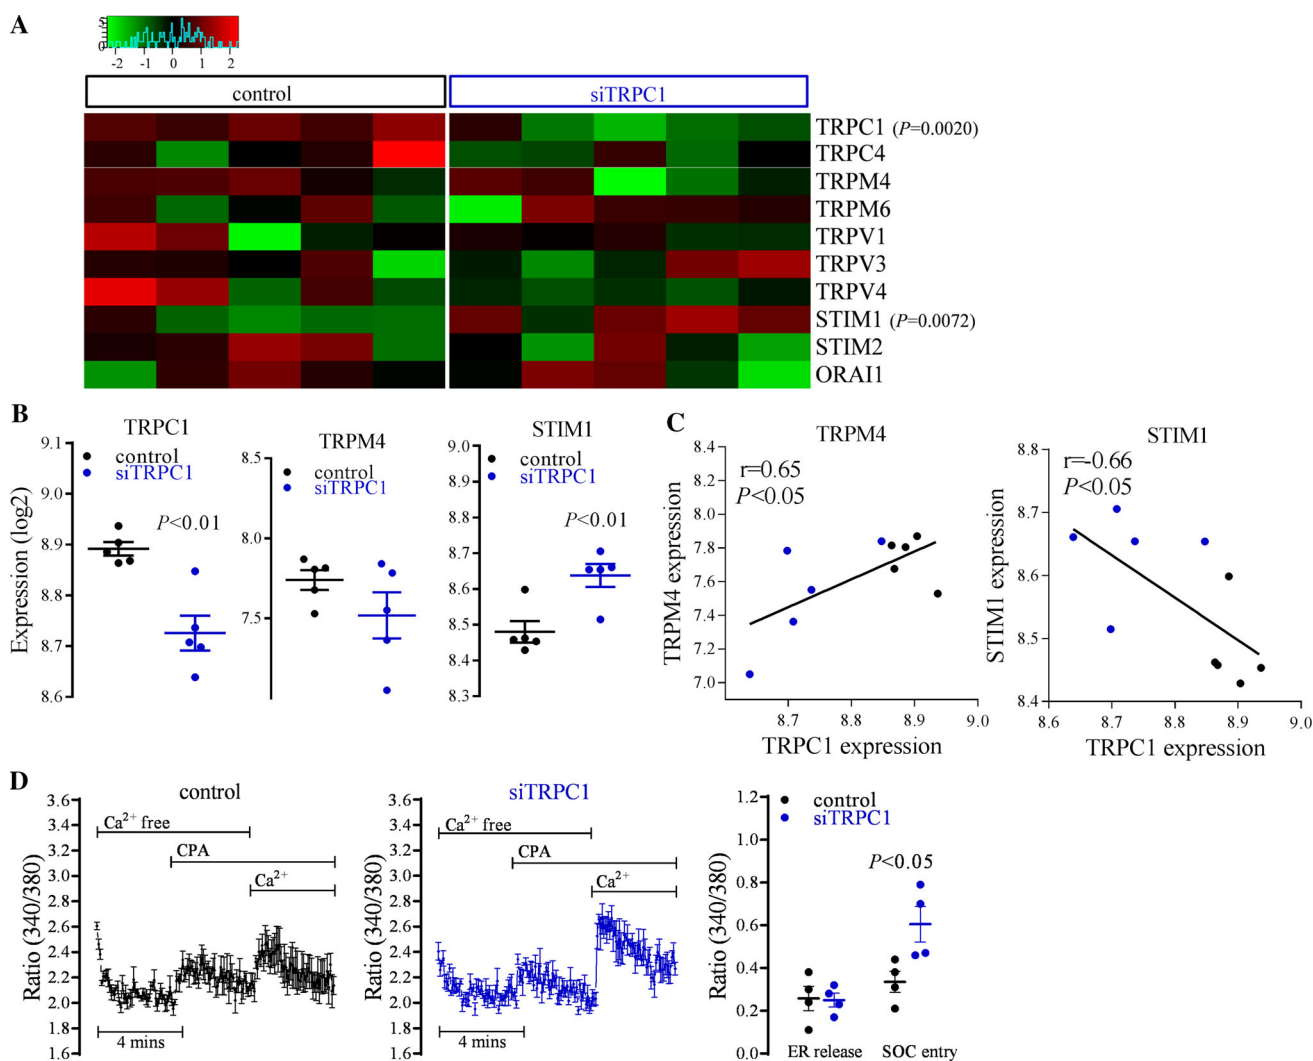 A
5
0
-2 -1 0 1 2
control siTRPC1
TRPC1 (P=0.0020)
TRPC4
TRPM4
TRPM6
TRPV1
TRPV3
TRPV4
STIM1 (P=0.0072)
STIM2
ORAI1
B
TRPC1
control
siTRPC1
P<0.01
Expression (log2)
9.1
9.0
8.9
8.8
8.7
8.6
TRPM4
control
siTRPC1
8.5
8.0
7.5
STIM1
control
siTRPC1
P<0.01
9.0
8.9
8.8
8.7
8.6
8.5
8.4
8.3
C
TRPM4
r=0.65
P<0.05
TRPM4 expression
8.4
8.2
8.0
7.8
7.6
7.4
7.2
7.0
8.7 8.8 8.9 9.0
TRPC1 expression
STIM1
r=-0.66
P<0.05
STIM1 expression
8.8
8.7
8.6
8.5
8.4
8.6 8.7 8.8 8.9 9.0
TRPC1 expression
D
control
Ratio (340/380)
3.6
3.4
3.2
3.0
2.8
2.6
2.4
2.2
2.0
1.8
1.6
Ca2+ free
CPA
Ca2+
4 mins
siTRPC1
Ratio (340/380)
3.6
3.4
3.2
3.0
2.8
2.6
2.4
2.2
2.0
1.8
1.6
Ca2+ free
CPA
Ca2+
4 mins
control
siTRPC1
P<0.05
Ratio (340/380)
1.2
1.0
0.8
0.6
0.4
0.2
0.0
ER release SOC entry